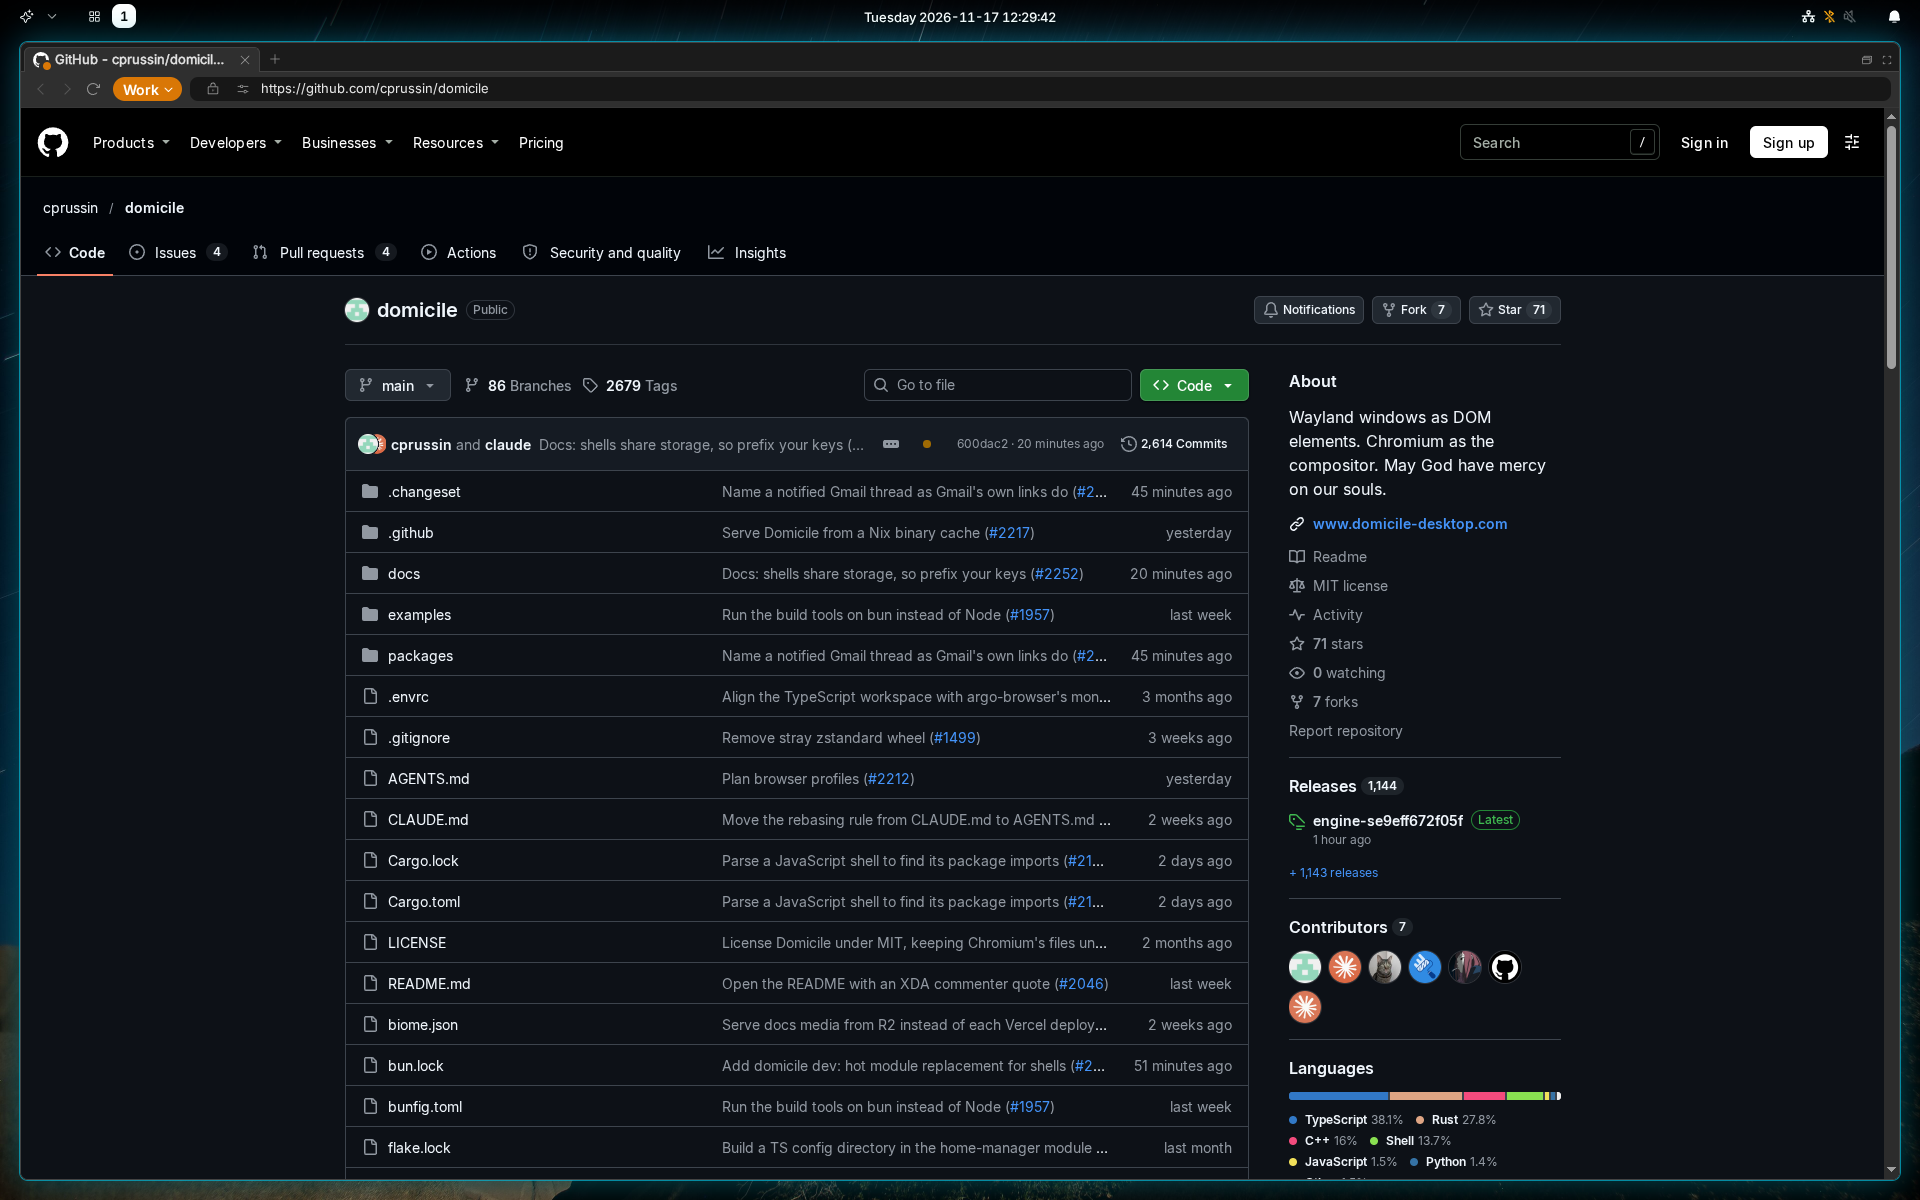 1
Tuesday 2026-11-17 12:29:42
GitHub - cprussin/domicil...
Work
https://github.com/cprussin/domicile
Products
Developers
Businesses
Resources
Pricing
Search
/
Sign in
Sign up
cprussin / domicile
Code
Issues 4
Pull requests 4
Actions
Security and quality
Insights
domicile Public
Notifications
Fork 7
Star 71
main
86 Branches
2679 Tags
Go to file
Code
cprussin and claude Docs: shells share storage, so prefix your keys (... 600dac2 · 20 minutes ago 2,614 Commits
.changeset Name a notified Gmail thread as Gmail's own links do (#2... 45 minutes ago
.github Serve Domicile from a Nix binary cache (#2217) yesterday
docs Docs: shells share storage, so prefix your keys (#2252) 20 minutes ago
examples Run the build tools on bun instead of Node (#1957) last week
packages Name a notified Gmail thread as Gmail's own links do (#2... 45 minutes ago
.envrc Align the TypeScript workspace with argo-browser's mon... 3 months ago
.gitignore Remove stray zstandard wheel (#1499) 3 weeks ago
AGENTS.md Plan browser profiles (#2212) yesterday
CLAUDE.md Move the rebasing rule from CLAUDE.md to AGENTS.md ... 2 weeks ago
Cargo.lock Parse a JavaScript shell to find its package imports (#21... 2 days ago
Cargo.toml Parse a JavaScript shell to find its package imports (#21... 2 days ago
LICENSE License Domicile under MIT, keeping Chromium's files un... 2 months ago
README.md Open the README with an XDA commenter quote (#2046) last week
biome.json Serve docs media from R2 instead of each Vercel deploy... 2 weeks ago
bun.lock Add domicile dev: hot module replacement for shells (#2... 51 minutes ago
bunfig.toml Run the build tools on bun instead of Node (#1957) last week
flake.lock Build a TS config directory in the home-manager module ... last month
About
Wayland windows as DOM
elements. Chromium as the
compositor. May God have mercy
on our souls.
www.domicile-desktop.com
Readme
MIT license
Activity
71 stars
0 watching
7 forks
Report repository
Releases 1,144
engine-se9eff672f05f Latest
1 hour ago
+ 1,143 releases
Contributors 7
Languages
TypeScript 38.1% Rust 27.8%
C++ 16% Shell 13.7%
JavaScript 1.5% Python 1.4%